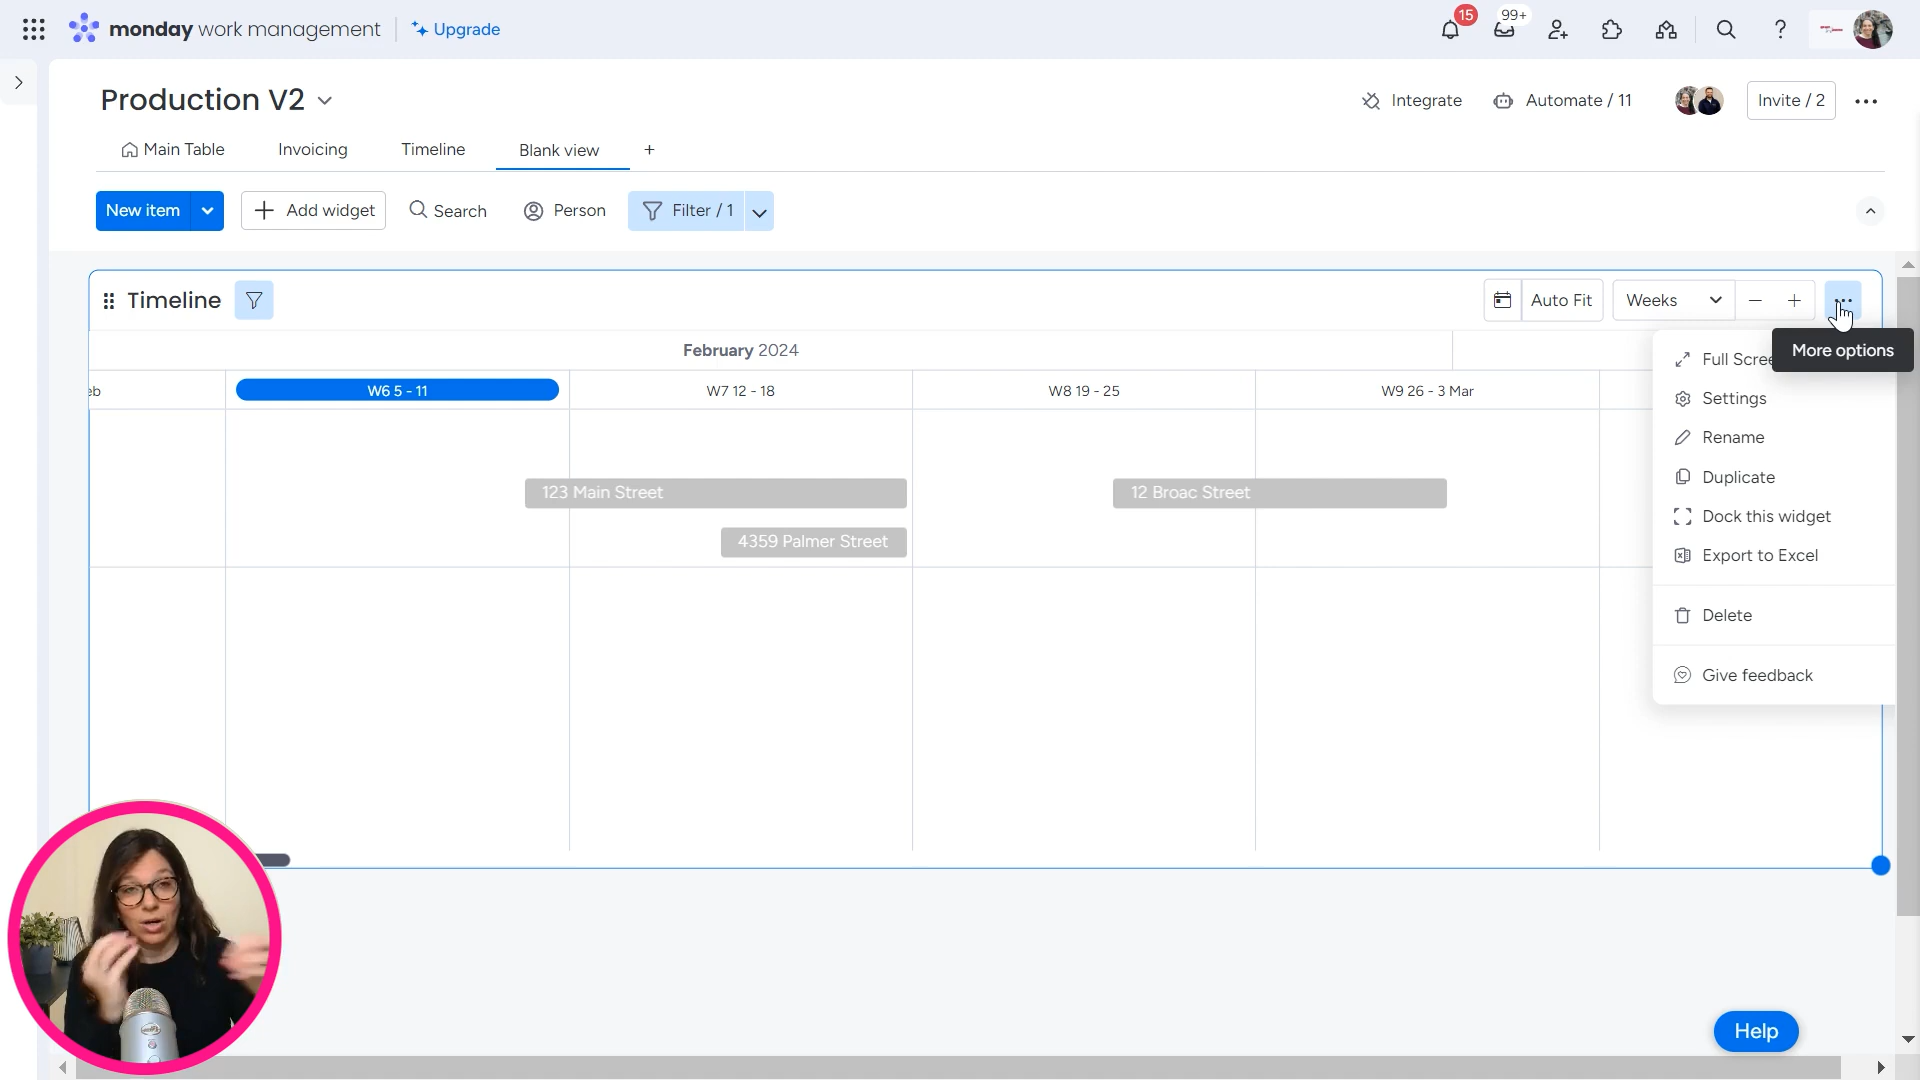 monday work management
Upgrade
15
99+
Production V2
Integrate
Automate / 11
Invite / 2
Main Table
Invoicing
Timeline
Blank view
+
New item
Add widget
Search
Person
Filter / 1
Timeline
Auto Fit
Weeks
More options
February 2024
eb
W6 5 - 11
W7 12 - 18
W8 19 - 25
W9 26 - 3 Mar
123 Main Street
12 Broac Street
4359 Palmer Street
Full Scree
Settings
Rename
Duplicate
Dock this widget
Export to Excel
Delete
Give feedback
Help